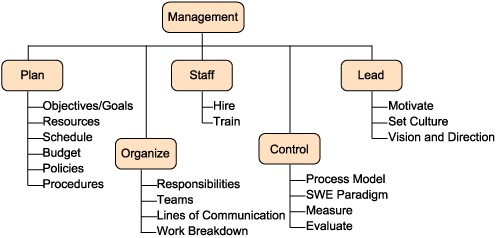 Management
Plan
Objectives/Goals
Resources
Schedule
Budget
Policies
Procedures
Organize
Responsibilities
Teams
Lines of Communication
Work Breakdown
Staff
Hire
Train
Control
Process Model
SWE Paradigm
Measure
Evaluate
Lead
Motivate
Set Culture
Vision and Direction